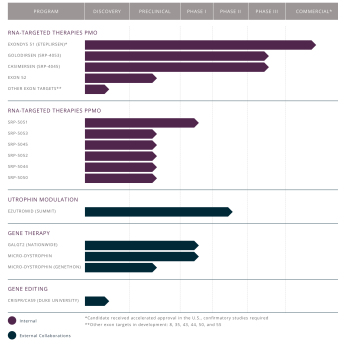 PROGRAM DISCOVERY PRECLINICAL PHASE I PHASE II PHASE III COMMERCIAL*
RNA-TARGETED THERAPIES PMO
EXONDYS 51 (ETEPLIRSEN)*
GOLODIRSEN (SRP-4053)
CASIMERSEN (SRP-4045)
EXON 52
OTHER EXON TARGETS**
RNA-TARGETED THERAPIES PPMO
SRP-5051
SRP-5053
SRP-5045
SRP-5052
SRP-5044
SRP-5050
UTROPHIN MODULATION
EZUTROMID (SUMMIT)
GENE THERAPY
GALGT2 (NATIONWIDE)
MICRO-DYSTROPHIN
MICRO-DYSTROPHIN (GENETHON)
GENE EDITING
CRISPR/CAS9 (DUKE UNIVERSITY)
Internal
External Collaborations
*Candidate received accelerated approval in the U.S., confirmatory studies required
**Other exon targets in development: 8, 35, 43, 44, 50, and 55